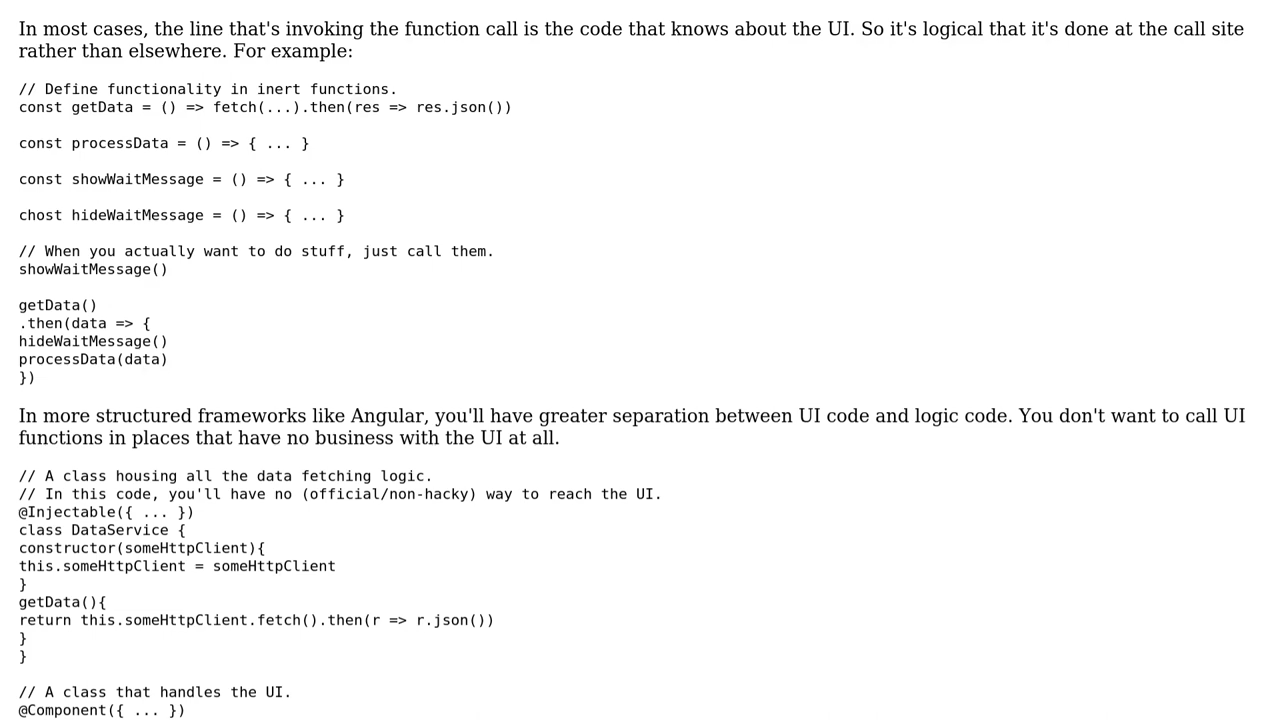 In most cases, the line that's invoking the function call is the code that knows about the UI. So it's logical that it's done at the call site
rather than elsewhere. For example:
// Define functionality in inert functions.
const getData = () => fetch(...).then(res => res.json())
const processData = () => { ... }
const showWaitMessage = () => { ... }
chost hideWaitMessage = () => { ... }
// When you actually want to do stuff, just call them.
showWaitMessage()
getData()
.then(data => {
hideWaitMessage()
processData(data)
})
In more structured frameworks like Angular, you'll have greater separation between UI code and logic code. You don't want to call UI
functions in places that have no business with the UI at all.
// A class housing all the data fetching logic.
// In this code, you'll have no (official/non-hacky) way to reach the UI.
@Injectable({ ... })
class DataService {
constructor(someHttpClient){
this.someHttpClient = someHttpClient
}
getData(){
return this.someHttpClient.fetch().then(r => r.json())
}
}
// A class that handles the UI.
@Component({ ... })